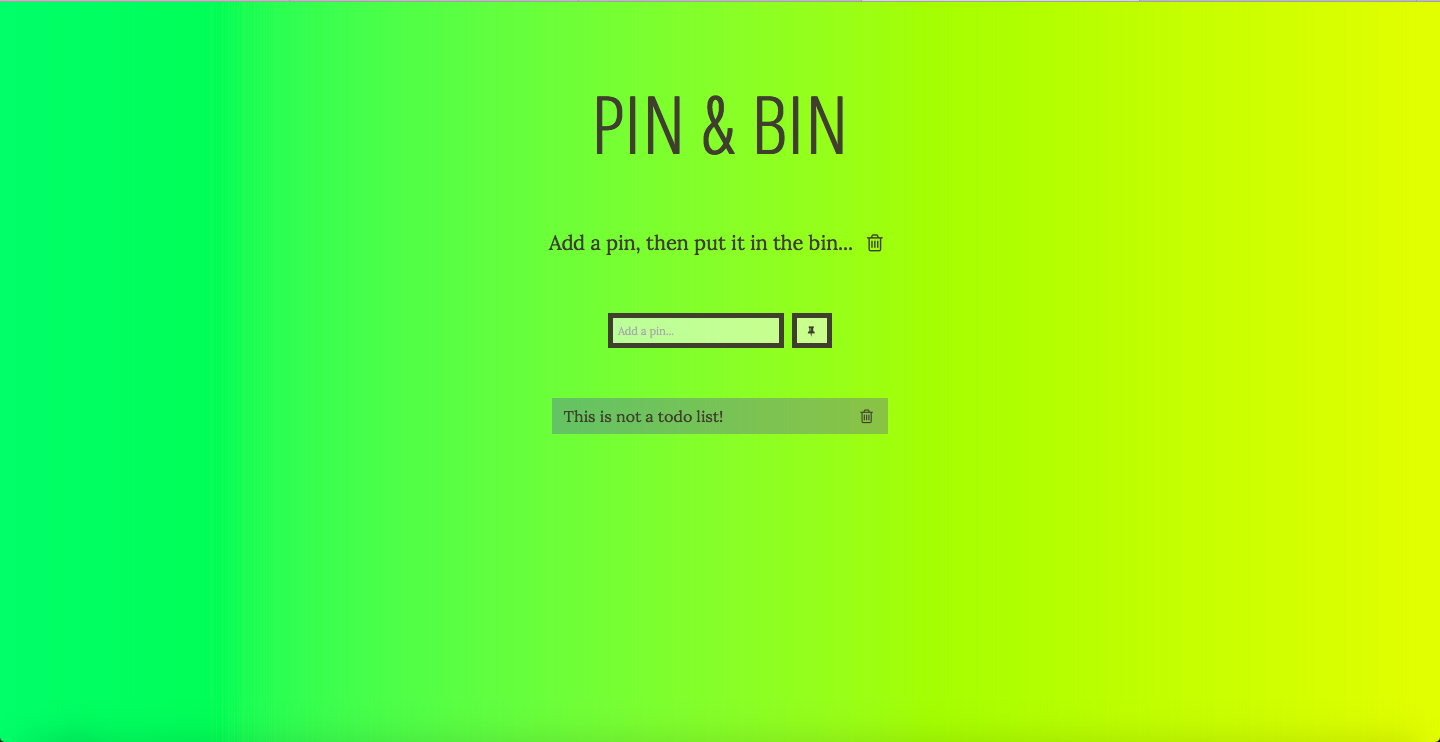 PIN & BIN
Add a pin, then put it in the bin...
Add a pin...
This is not a todo list!